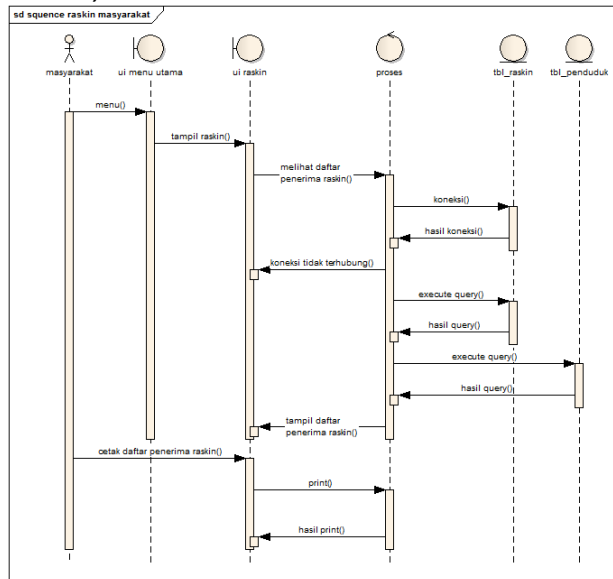 sd squence raskin masyarakat
masyarakat
ui menu utama
ui raskin
proses
tbl_raskin
tbl_penduduk
menu()
tampil raskin()
melihat daftar
penerima raskin()
koneksi()
hasil koneksi()
koneksi tidak terhubung()
execute query()
hasil query()
execute query()
hasil query()
tampil daftar
penerima raskin()
cetak daftar penerima raskin()
print()
hasil print()